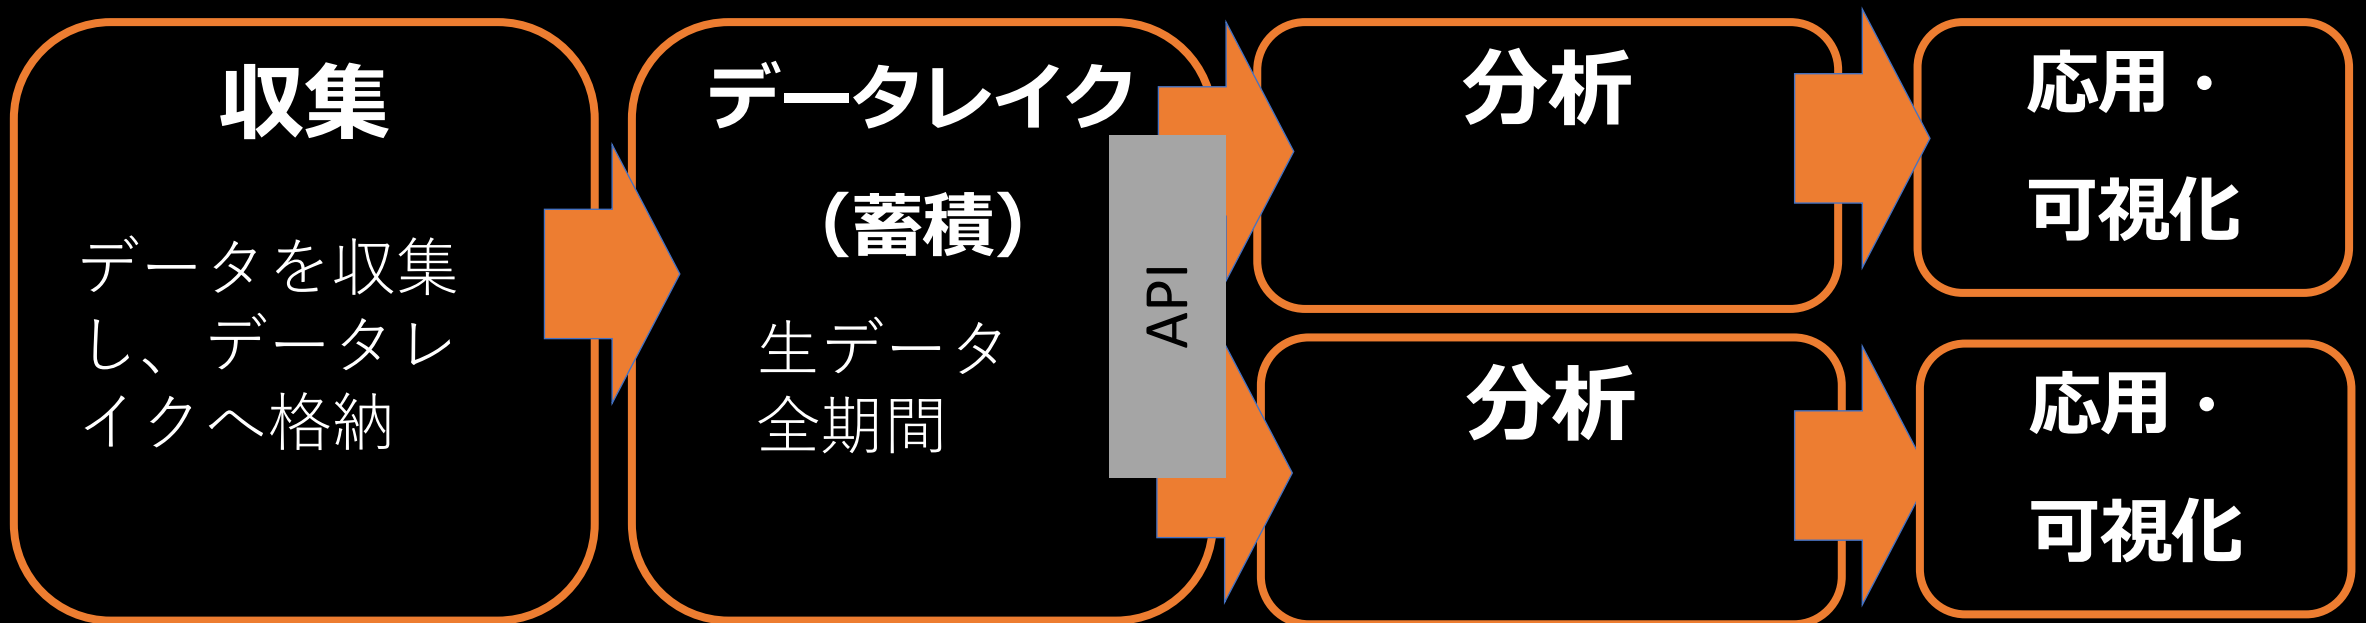 収集
データを収集
し、データレ
イクへ格納
データレイク
（蓄積）
生データ
全期間
API
分析
応用・
可視化
分析
応用・
可視化